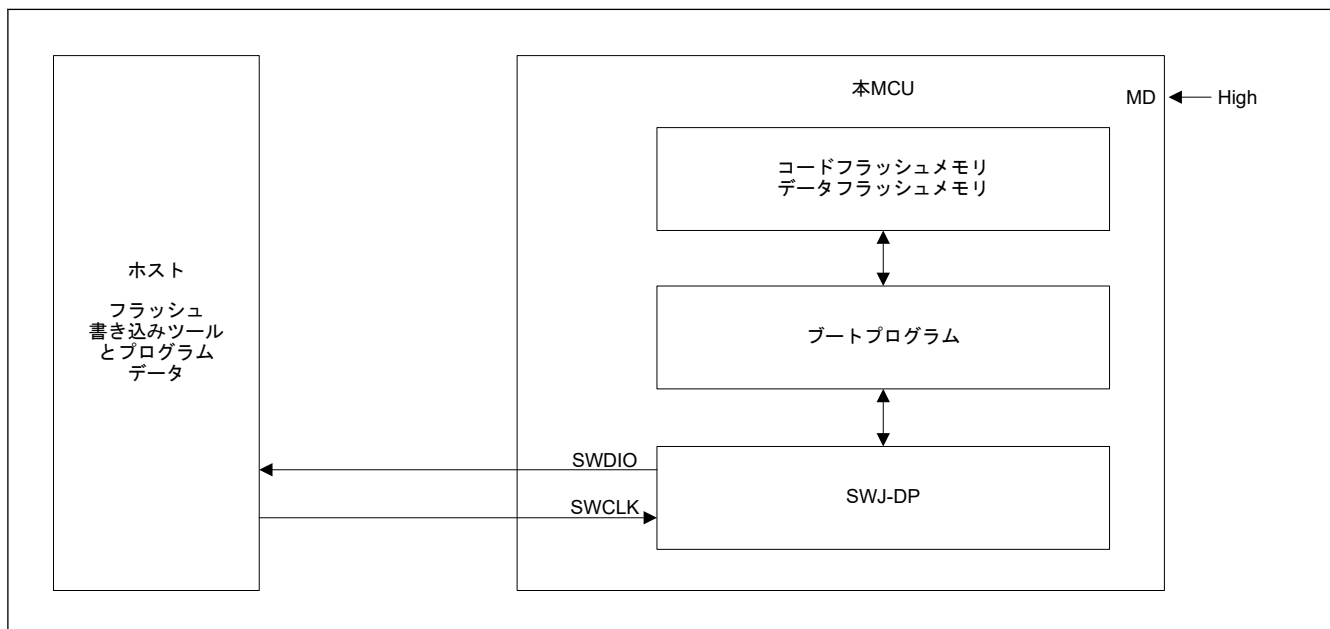 本MCU
MD
High
コードフラッシュメモリ
データフラッシュメモリ
ホスト
フラッシュ
書き込みツール
とプログラム
データ
ブートプログラム
SWDIO
SWCLK
SWJ-DP